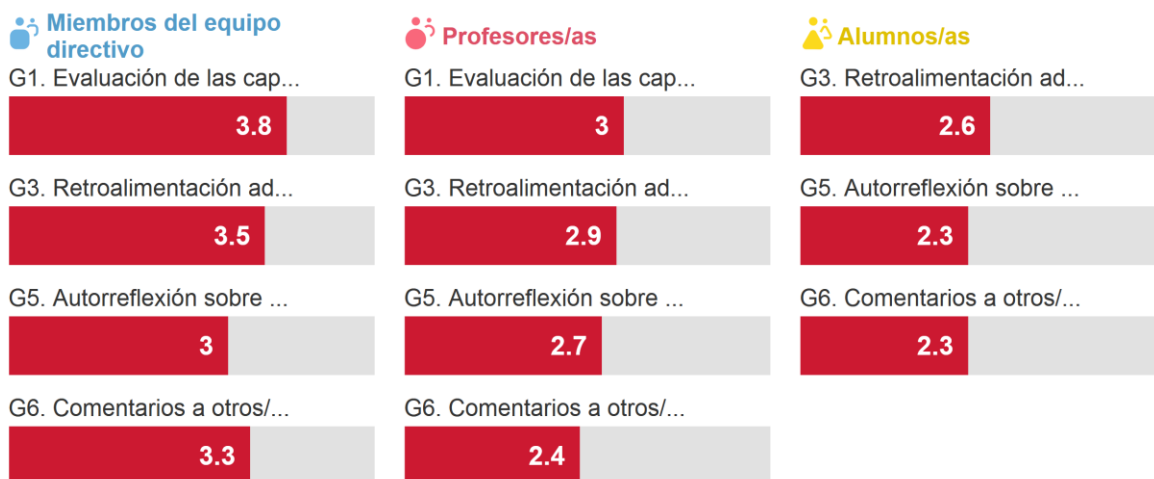 Miembros del equipo
directivo
G1. Evaluación de las cap...
3.8
G3. Retroalimentación ad...
3.5
G5. Autorreflexión sobre ...
3
G6. Comentarios a otros/...
3.3
Profesores/as
G1. Evaluación de las cap...
3
G3. Retroalimentación ad...
2.9
G5. Autorreflexión sobre ...
2.7
G6. Comentarios a otros/...
2.4
Alumnos/as
G3. Retroalimentación ad...
2.6
G5. Autorreflexión sobre ...
2.3
G6. Comentarios a otros/...
2.3